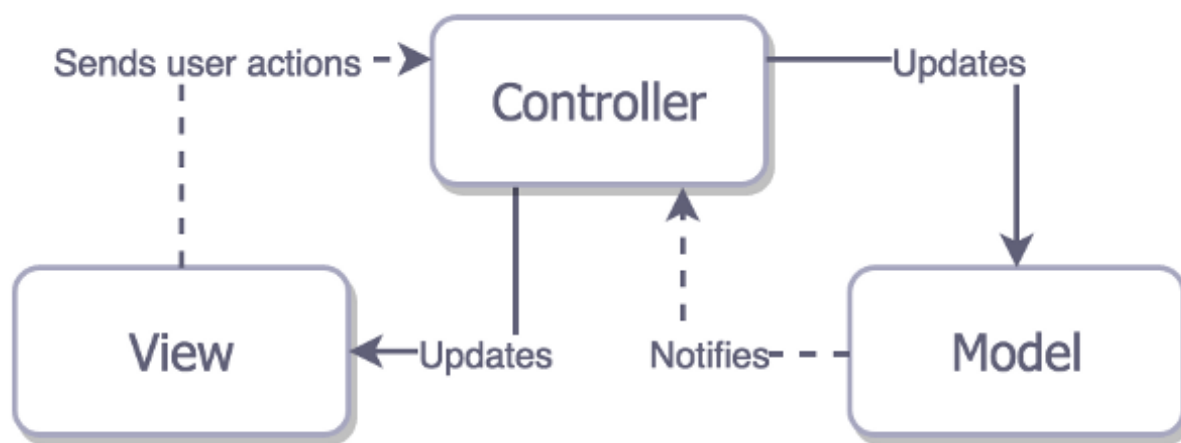 Sends user actions
Controller
Updates
View
Updates
Notifies
Model